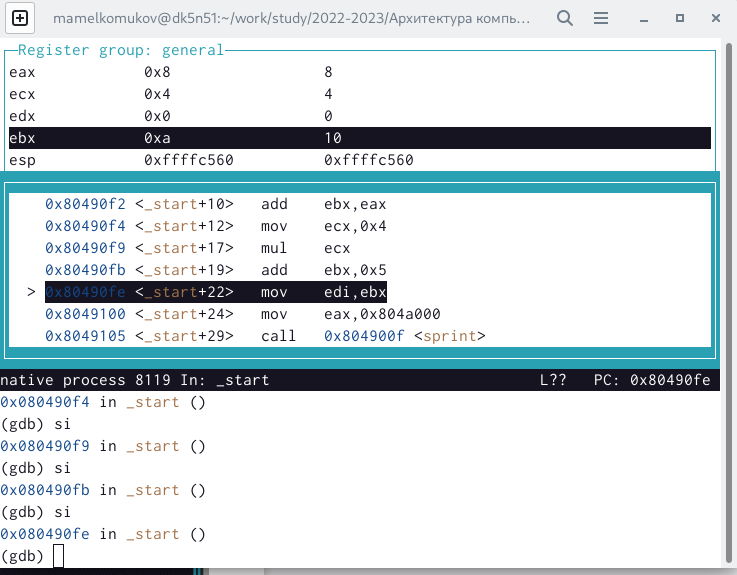 mamelkomukov@dk5n51:~/work/study/2022-2023/Архитектура компь…
Register group: general
eax 0x8 8
ecx 0x4 4
edx 0x0 0
ebx 0xa 10
esp 0xffffc560 0xffffc560
0x80490f2 <_start+10> add ebx,eax
0x80490f4 <_start+12> mov ecx,0x4
0x80490f9 <_start+17> mul ecx
0x80490fb <_start+19> add ebx,0x5
> 0x80490fe <_start+22> mov edi,ebx
0x8049100 <_start+24> mov eax,0x804a000
0x8049105 <_start+29> call 0x804900f <sprint>
native process 8119 In: _start L?? PC: 0x80490fe
0x080490f4 in _start ()
(gdb) si
0x080490f9 in _start ()
(gdb) si
0x080490fb in _start ()
(gdb) si
0x080490fe in _start ()
(gdb)